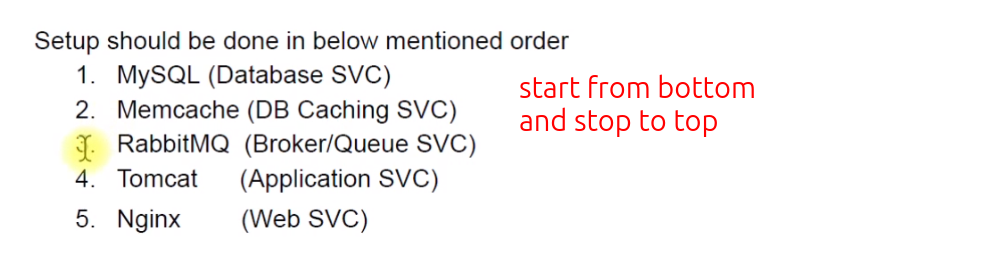 Setup should be done in below mentioned order
1. MySQL (Database SVC)
2. Memcache (DB Caching SVC)
3. RabbitMQ (Broker/Queue SVC)
4. Tomcat (Application SVC)
5. Nginx (Web SVC)
start from bottom
and stop to top